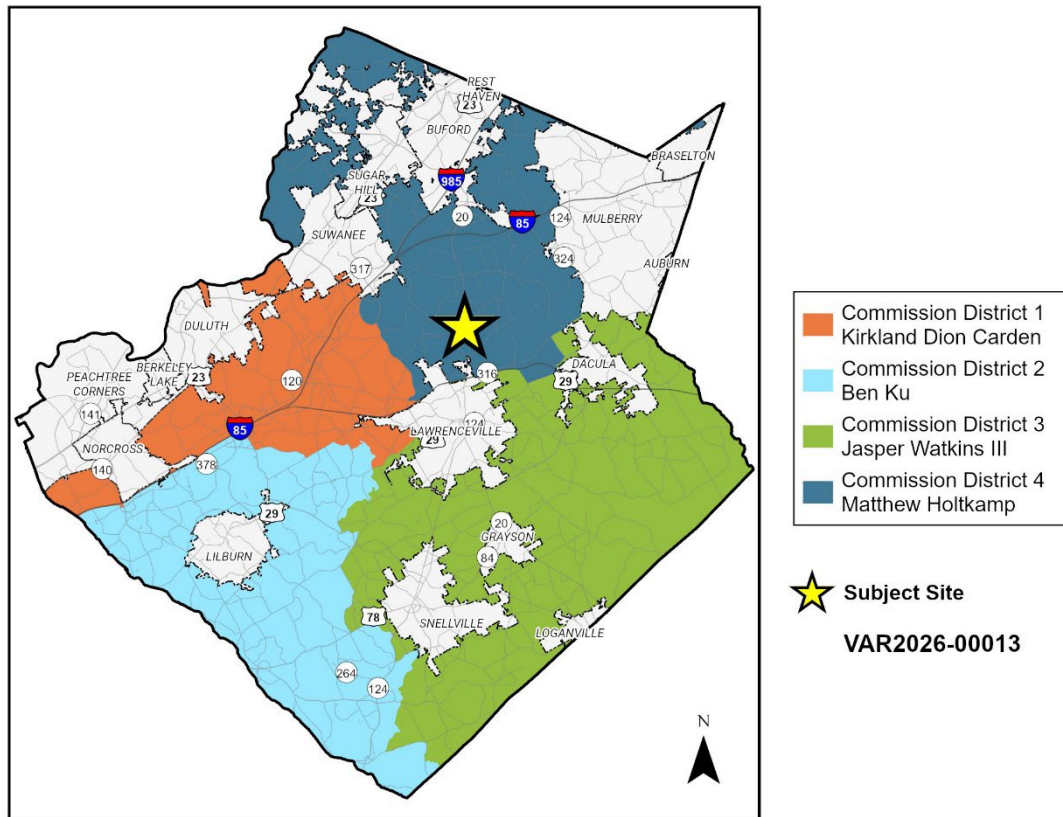 REST
HAVEN
23
BUFORD
BRASELTON
985
SUGAR
HILL
23
20
85
124
MULBERRY
SUWANEE
317
324
AUBURN
DULUTH
BERKELEY
LAKE
23
PEACHTREE
CORNERS
141
120
316
DACULA
29
NORCROSS
85
124
LAWRENCEVILLE
29
140
378
29
LILBURN
20
GRAYSON
84
78
SNELLVILLE
LOGANVILLE
264
124
N
Commission District 1
Kirkland Dion Carden
Commission District 2
Ben Ku
Commission District 3
Jasper Watkins III
Commission District 4
Matthew Holtkamp
Subject Site
VAR2026-00013